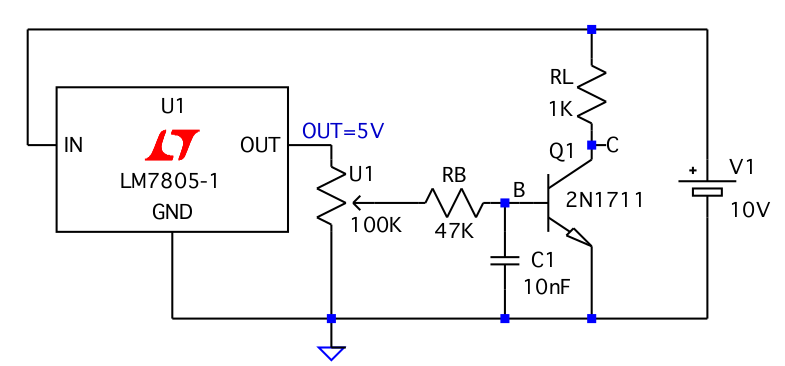 RL
1K
U1
IN
OUT
OUT=5V
LM7805-1
GND
U1
100K
RB
47K
B
Q1
C
2N1711
C1
10nF
+
V1
10V